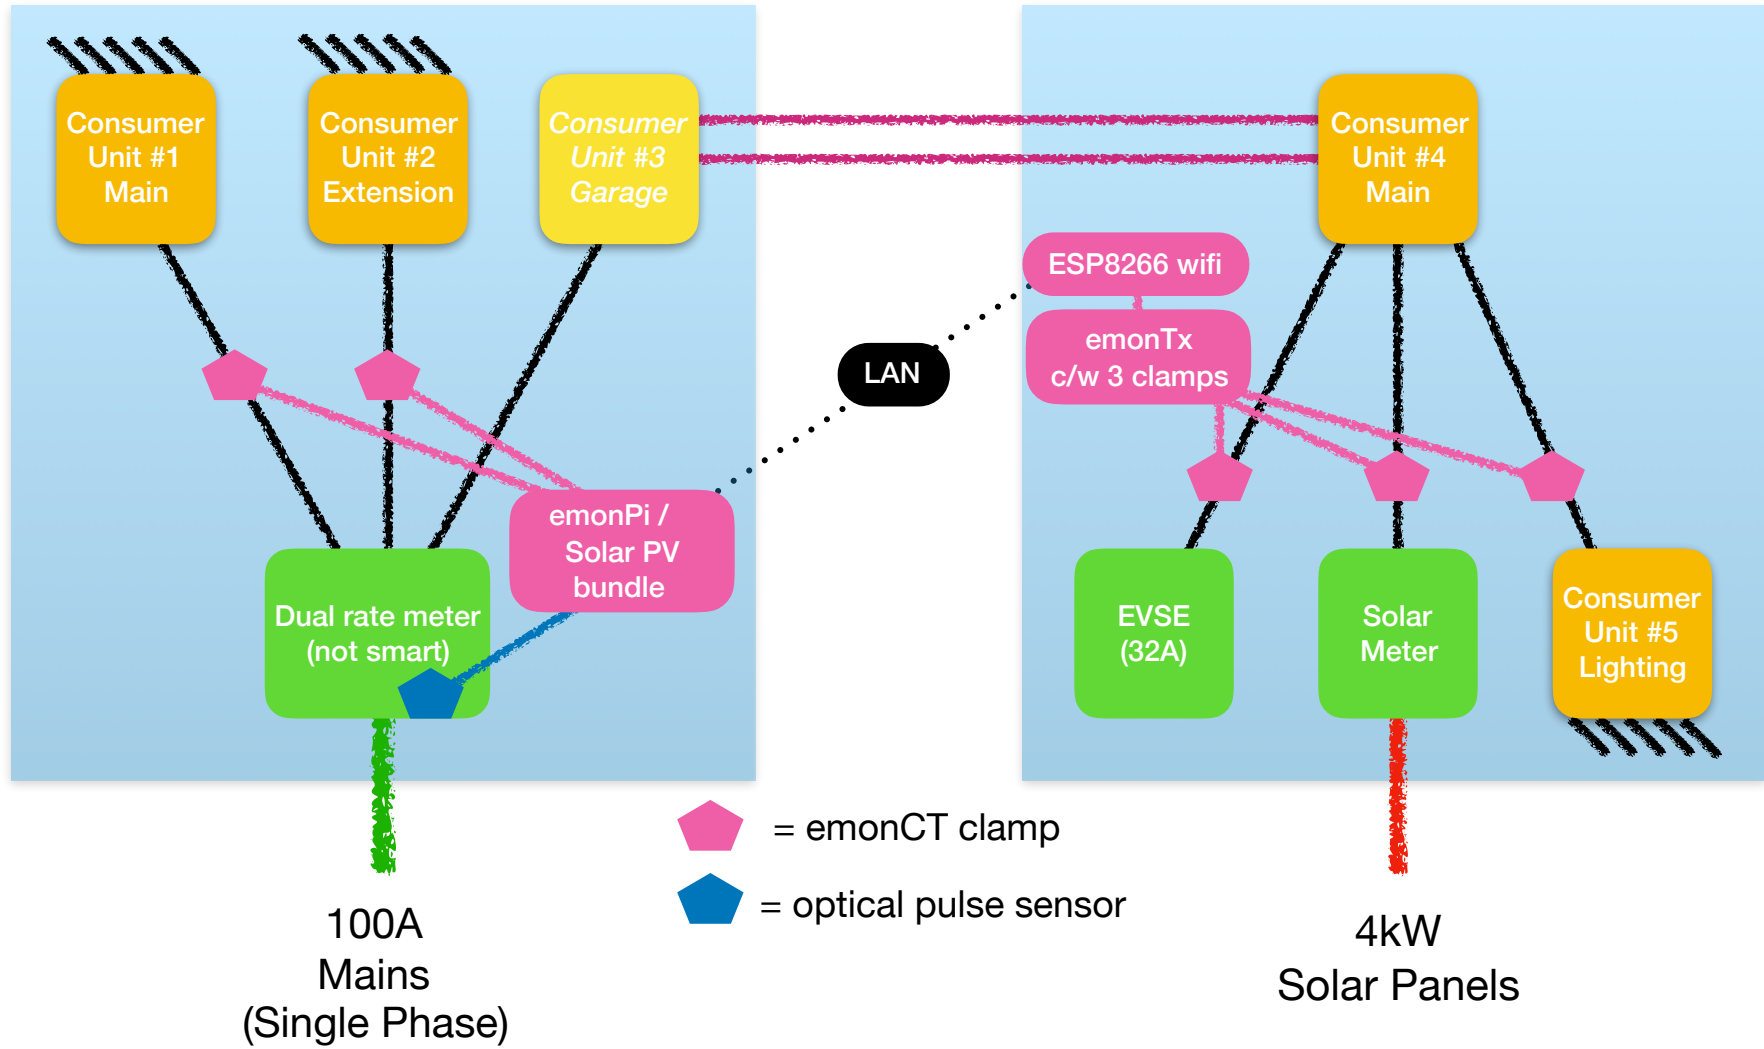 Consumer
Unit #1
Main
Consumer
Unit #2
Extension
Consumer
Unit #3
Garage
Consumer
Unit #4
Main
ESP8266 wifi
emonTx
c/w 3 clamps
LAN
emonPi /
Solar PV
bundle
Dual rate meter
(not smart)
EVSE
(32A)
Solar
Meter
Consumer
Unit #5
Lighting
= emonCT clamp
= optical pulse sensor
100A
Mains
(Single Phase)
4kW
Solar Panels